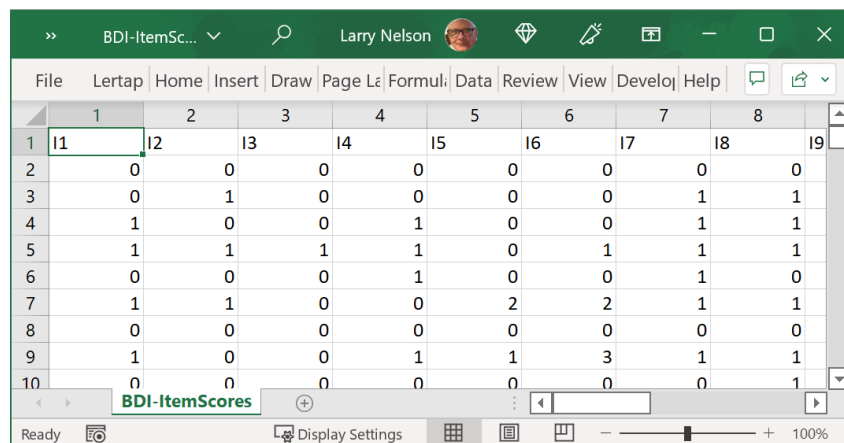 » BDI-ItemSc... Larry Nelson
File Lertap Home Insert Draw Page La Formul Data Review View Develop Help
1 2 3 4 5 6 7 8
1 I1 I2 I3 I4 I5 I6 I7 I8 I9
2 0 0 0 0 0 0 0 0
3 0 1 0 0 0 0 1 1
4 1 0 0 1 0 0 1 1
5 1 1 1 1 0 1 1 1
6 0 0 0 1 0 0 1 0
7 1 1 0 0 2 2 1 1
8 0 0 0 0 0 0 0 0
9 1 0 0 1 1 3 1 1
10 0 0 0 0 0 0 0 1
BDI-ItemScores
Ready Display Settings 100%